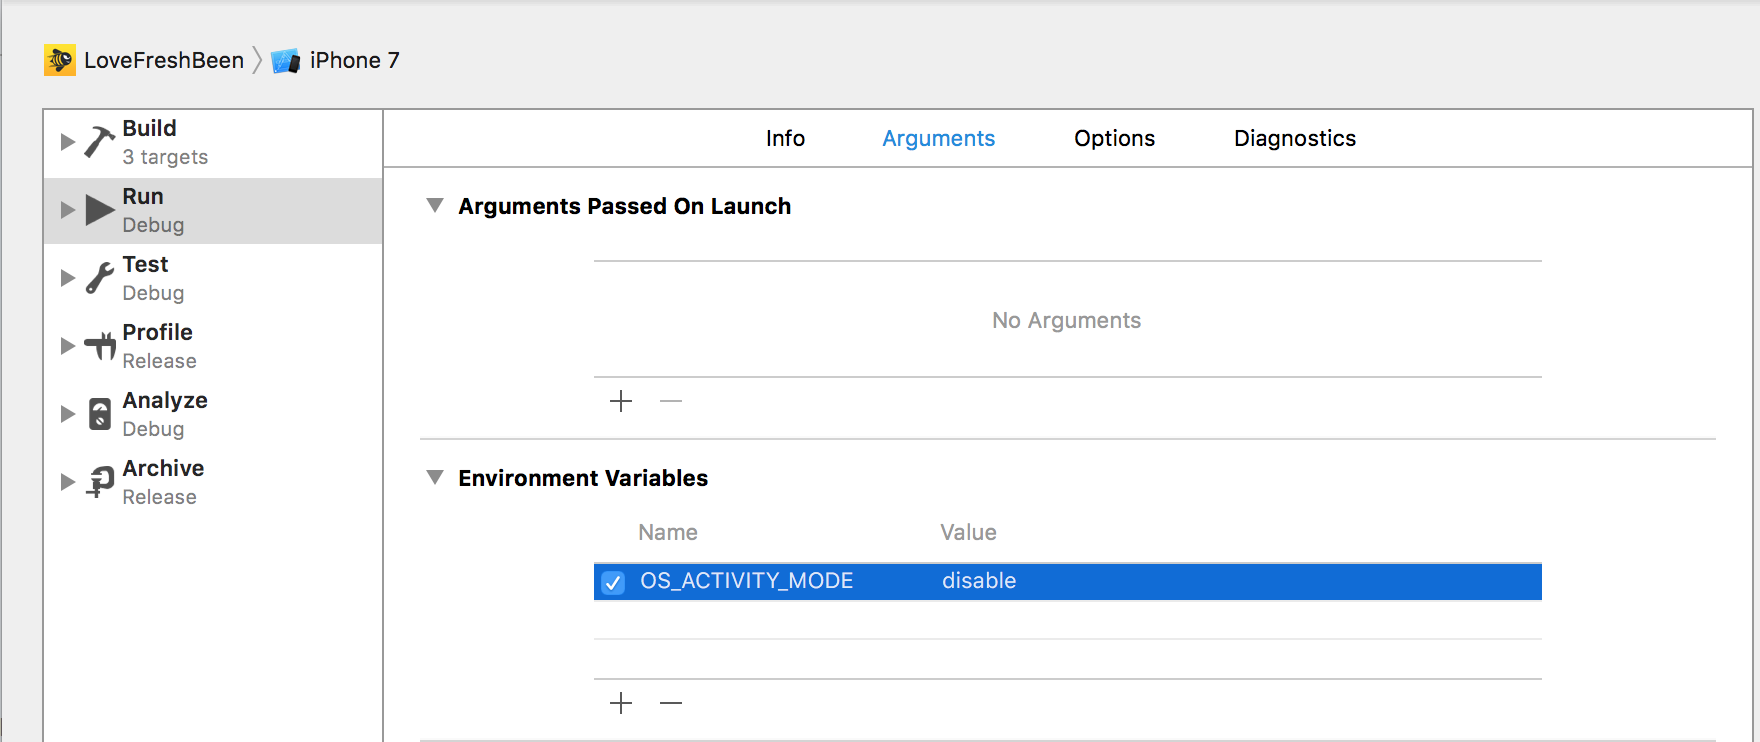 LoveFreshBeen
iPhone 7
Build
3 targets
Run
Debug
Test
Debug
Profile
Release
Analyze
Debug
Archive
Release
Info Arguments Options Diagnostics
Arguments Passed On Launch
No Arguments
Environment Variables
Name Value
OS_ACTIVITY_MODE disable